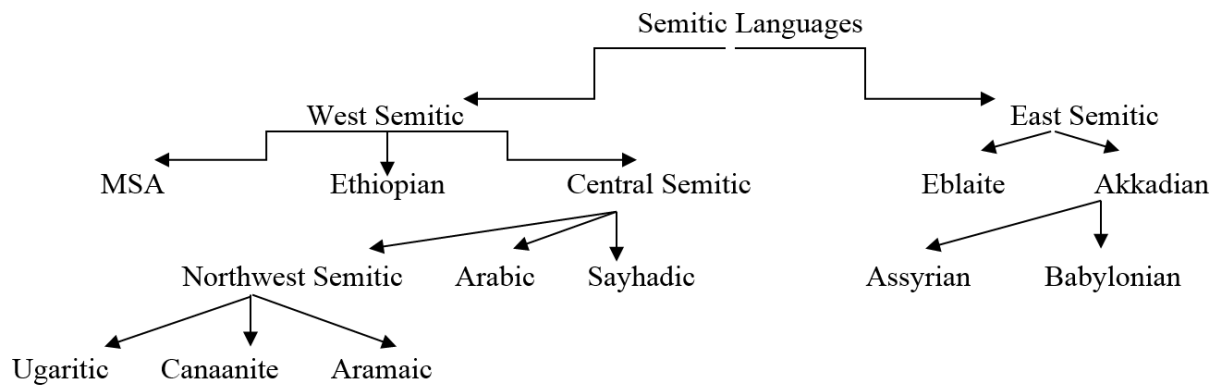 Semitic Languages
West Semitic East Semitic
MSA Ethiopian Central Semitic Eblaite Akkadian
Northwest Semitic Arabic Sayhadic Assyrian Babylonian
Ugaritic Canaanite Aramaic